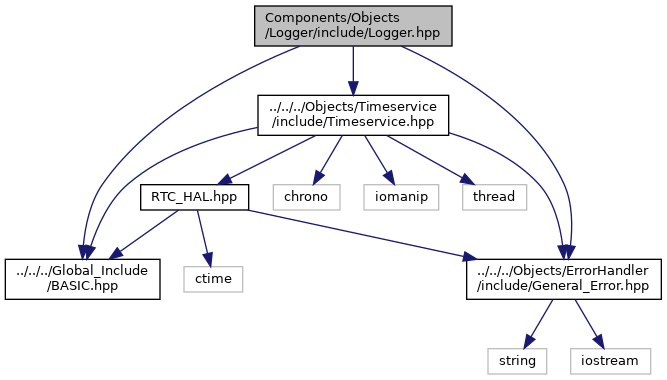 Components/Objects
/Logger/include/Logger.hpp
../../../Objects/Timeservice
/include/Timeservice.hpp
RTC_HAL.hpp
chrono
iomanip
thread
../../../Global_Include
/BASIC.hpp
ctime
../../../Objects/ErrorHandler
/include/General_Error.hpp
string
iostream